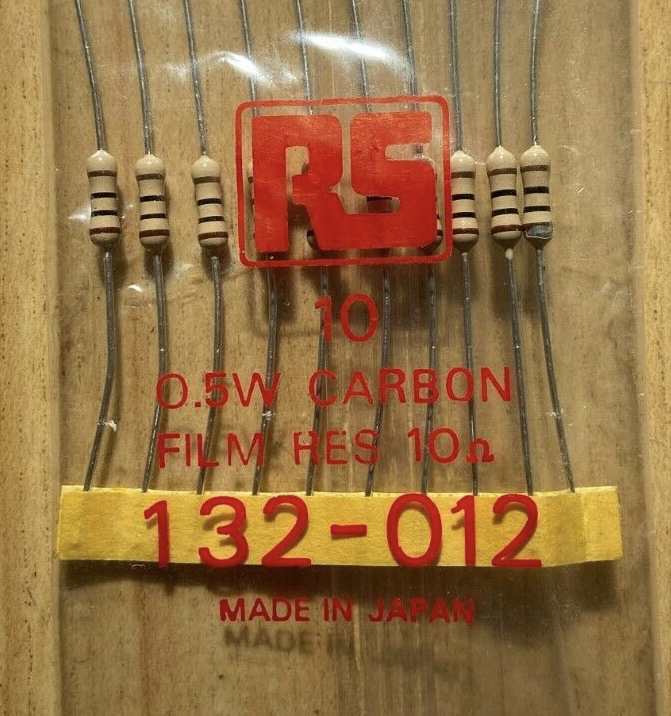 RS
10
0.5W CARBON
FILM RES 10Ω
132-012
MADE IN JAPAN